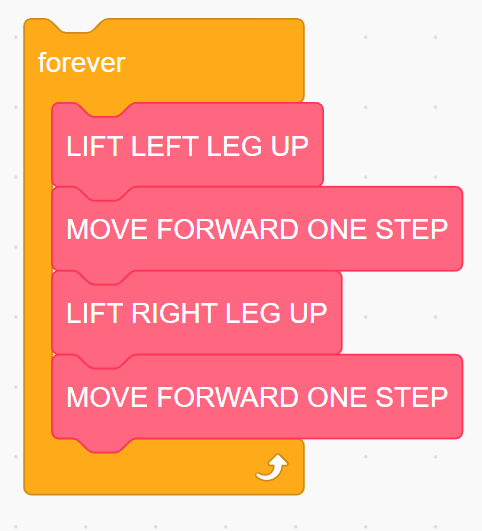 forever
LIFT LEFT LEG UP
MOVE FORWARD ONE STEP
LIFT RIGHT LEG UP
MOVE FORWARD ONE STEP